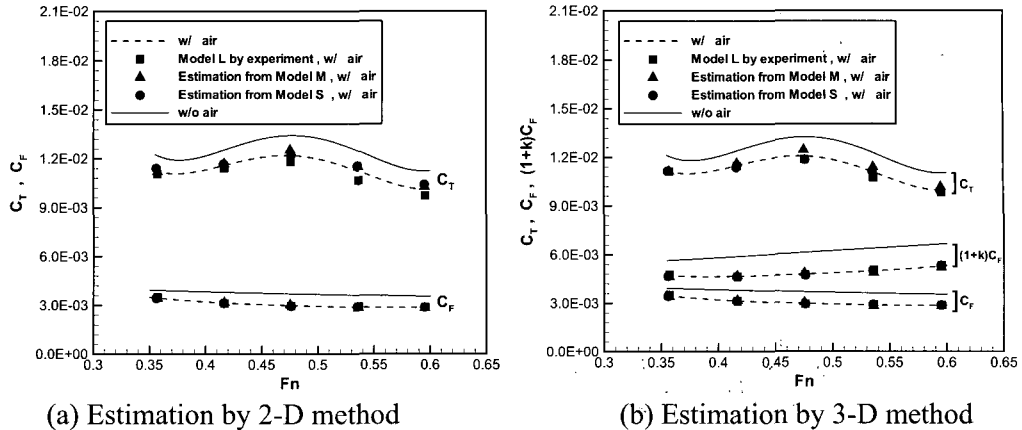 2.1E-02
1.8E-02
1.5E-02
1.2E-02
9.0E-03
6.0E-03
3.0E-03
0.0E+00
C_T , C_F
w/ air
Model L by experiment , w/ air
Estimation from Model M , w/ air
Estimation from Model S , w/ air
w/o air
C_T
C_F
0.3 0.35 0.4 0.45 0.5 0.55 0.6 0.65
Fn
(a) Estimation by 2-D method
2.1E-02
1.8E-02
1.5E-02
1.2E-02
9.0E-03
6.0E-03
3.0E-03
0.0E+00
C_T , C_F , (1+k)C_F
w/ air
Model L by experiment , w/ air
Estimation from Model M , w/ air
Estimation from Model S , w/ air
w/o air
C_T
(1+k)C_F
C_F
0.3 0.35 0.4 0.45 0.5 0.55 0.6 0.65
Fn
(b) Estimation by 3-D method